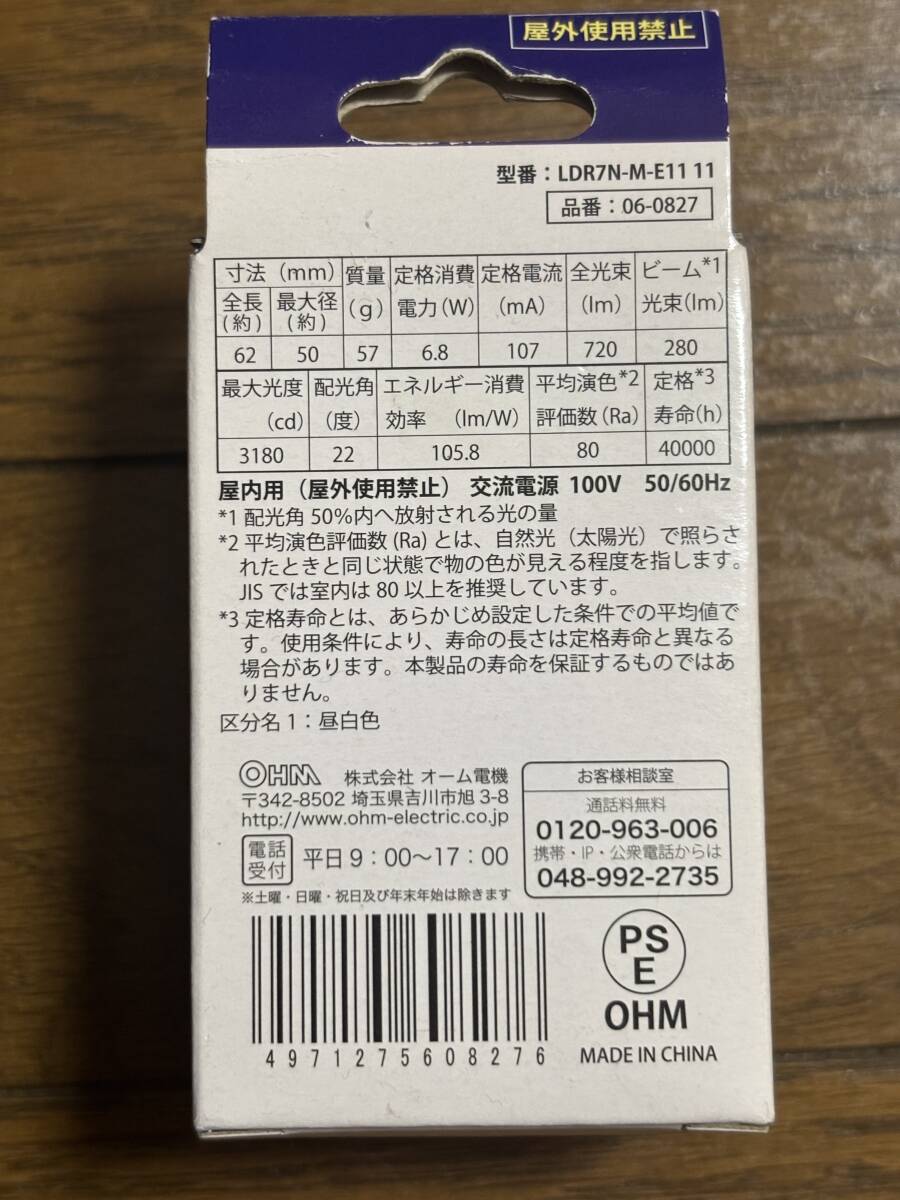 屋外使用禁止
型番：LDR7N-M-E11 11
品番：06-0827
寸法（mm） 質量 定格消費 定格電流 全光束 ビーム*1
全長 最大径 (g) 電力（W） （mA） （lm） 光束（lm）
（約） （約）
62 50 57 6.8 107 720 280
最大光度 配光角 エネルギー消費 平均演色*2 定格*3
（cd） （度） 効率 （lm/W） 評価数（Ra） 寿命（h）
3180 22 105.8 80 40000
屋内用（屋外使用禁止） 交流電源 100V 50/60Hz
*1 配光角 50%内へ放射される光の量
*2 平均演色評価数 (Ra) とは、自然光（太陽光）で照らさ
れたときと同じ状態で物の色が見える程度を指します。
JIS では室内は 80 以上を推奨しています。
*3 定格寿命とは、あらかじめ設定した条件での平均値で
す。使用条件により、寿命の長さは定格寿命と異なる
場合があります。本製品の寿命を保証するものではあ
りません。
区分名 1：昼白色
OHM 株式会社 オーム電機
〒342-8502 埼玉県吉川市旭 3-8
http://www.ohm-electric.co.jp
電話受付 平日 9：00〜17：00
※土曜・日曜・祝日及び年末年始は除きます
お客様相談室
通話料無料
0120-963-006
携帯・IP・公衆電話からは
048-992-2735
PS
E
OHM
MADE IN CHINA
4971275608276